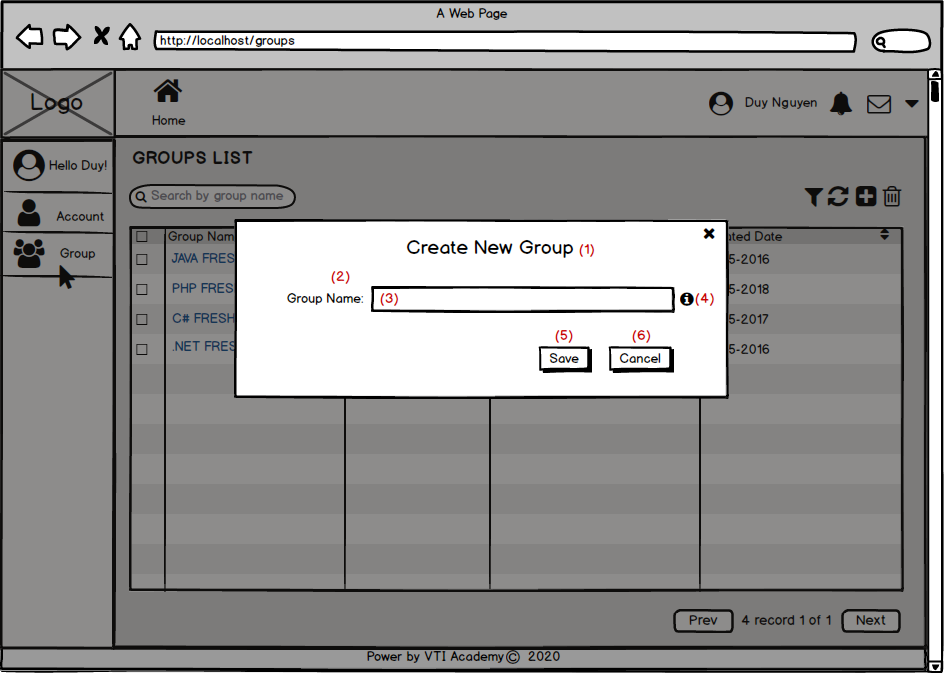 A Web Page
http://localhost/groups
Logo
Home
Duy Nguyen
Hello Duy!
Account
Group
GROUPS LIST
Search by group name
Group Nam
ated Date
JAVA FRES
5-2016
PHP FRES
5-2018
C# FRESH
5-2017
.NET FRES
5-2016
Create New Group (1)
(2)
Group Name: (3) (4)
(5) (6)
Save Cancel
Prev 4 record 1 of 1 Next
Power by VTI Academy© 2020